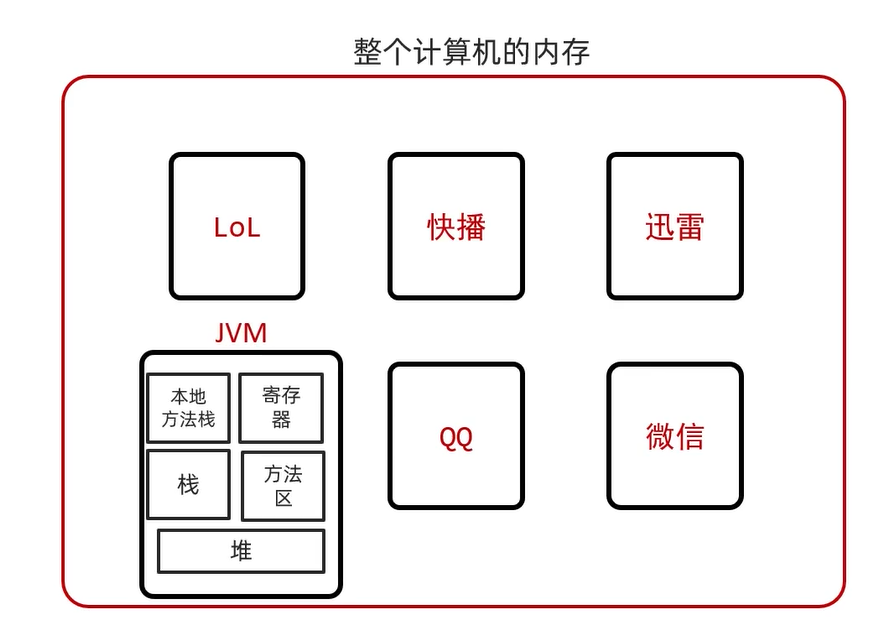 整个计算机的内存
LoL
快播
迅雷
JVM
本地
方法栈
寄存
器
栈
方法
区
堆
QQ
微信